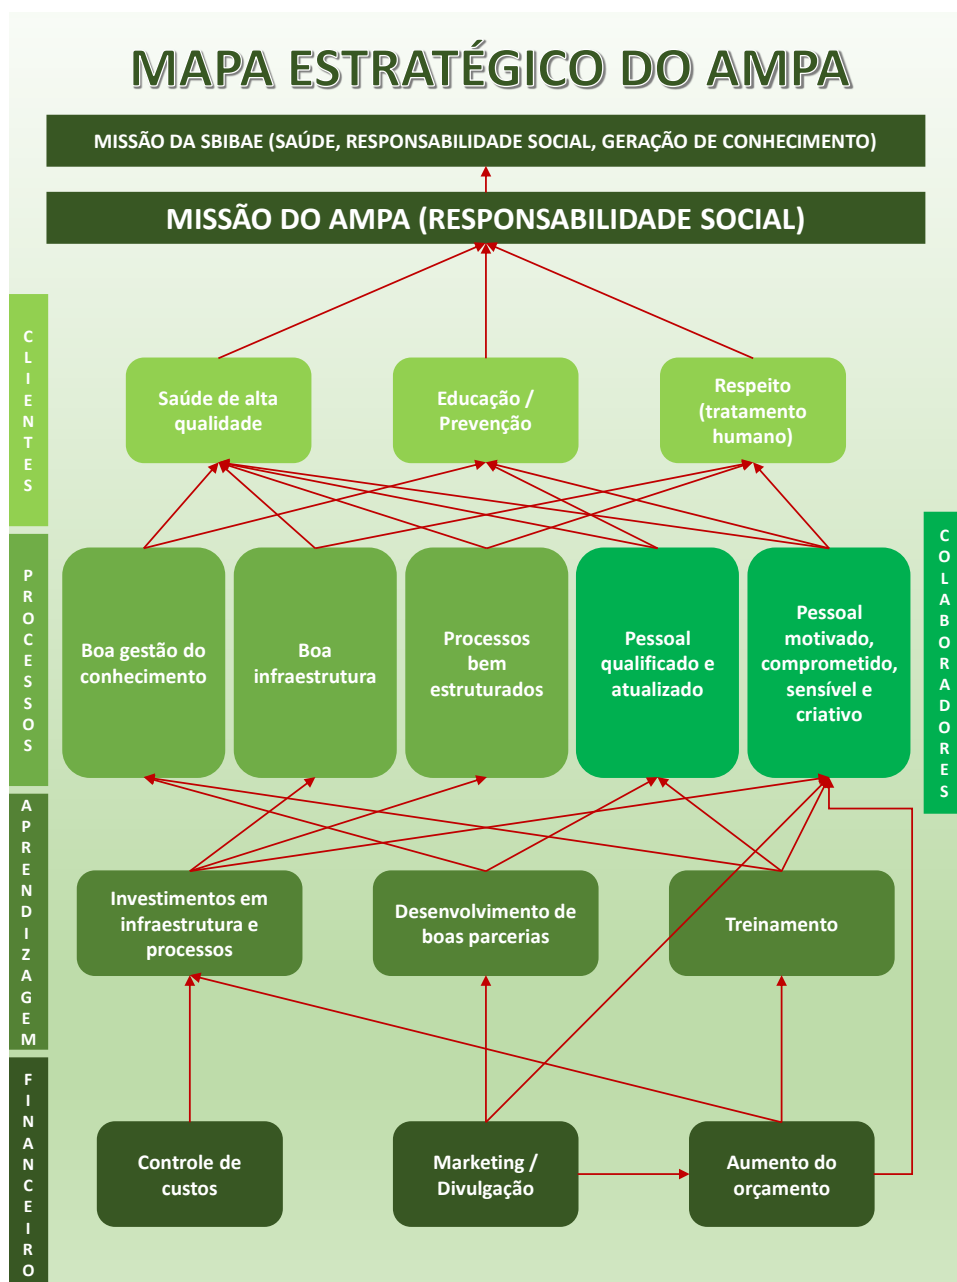 MAPA ESTRATÉGICO DO AMPA
MISSÃO DA SBIBAE (SAÚDE, RESPONSABILIDADE SOCIAL, GERAÇÃO DE CONHECIMENTO)
MISSÃO DO AMPA (RESPONSABILIDADE SOCIAL)
CLIENTES
Saúde de alta
qualidade
Educação /
Prevenção
Respeito
(tratamento
humano)
PROCESSOS
Boa gestão do
conhecimento
Boa
infraestrutura
Processos
bem
estruturados
Pessoal
qualificado e
atualizado
Pessoal
motivado,
comprometido,
sensível e
criativo
COLABORADORES
APRENDIZAGEM
Investimentos em
infraestrutura e
processos
Desenvolvimento de
boas parcerias
Treinamento
FINANCEIRO
Controle de
custos
Marketing /
Divulgação
Aumento do
orçamento